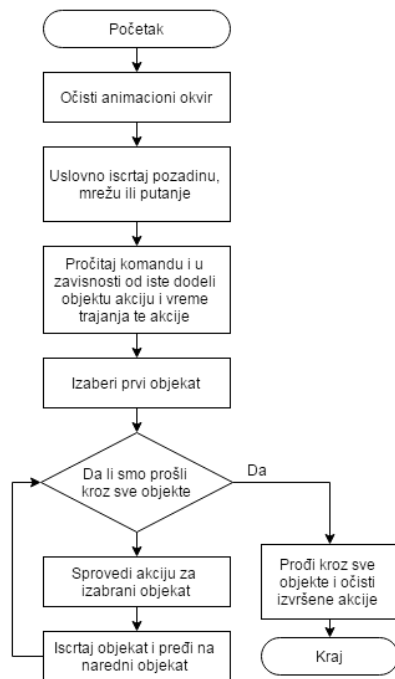 Početak
Očisti animacioni okvir
Uslovno iscrtaj pozadinu,
mrežu ili putanje
Pročitaj komandu i u
zavisnosti od iste dodeli
objektu akciju i vreme
trajanja te akcije
Izaberi prvi objekat
Da li smo prošli
kroz sve objekte
Da
Sprovedi akciju za
izabrani objekat
Iscrtaj objekat i pređi na
naredni objekat
Prođi kroz sve
objekte i očisti
izvršene akcije
Kraj